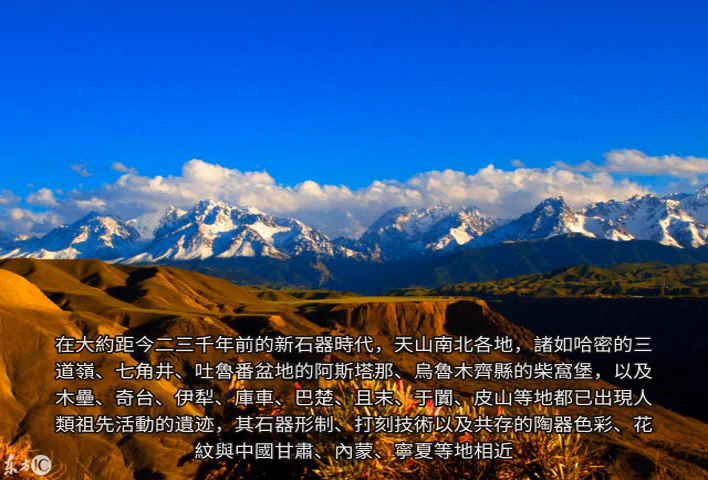 在大約距今二三千年前的新石器時代，天山南北各地，諸如哈密的三
道嶺、七角井、吐魯番盆地的阿斯塔那、烏魯木齊縣的柴窩堡，以及
木壘、奇台、伊犁、庫車、巴楚、且末、于闐、皮山等地都已出現人
類祖先活動的遺迹，其石器形制、打刻技術以及共存的陶器色彩、花
紋與中國甘肅、內蒙、寧夏等地相近
东方IC